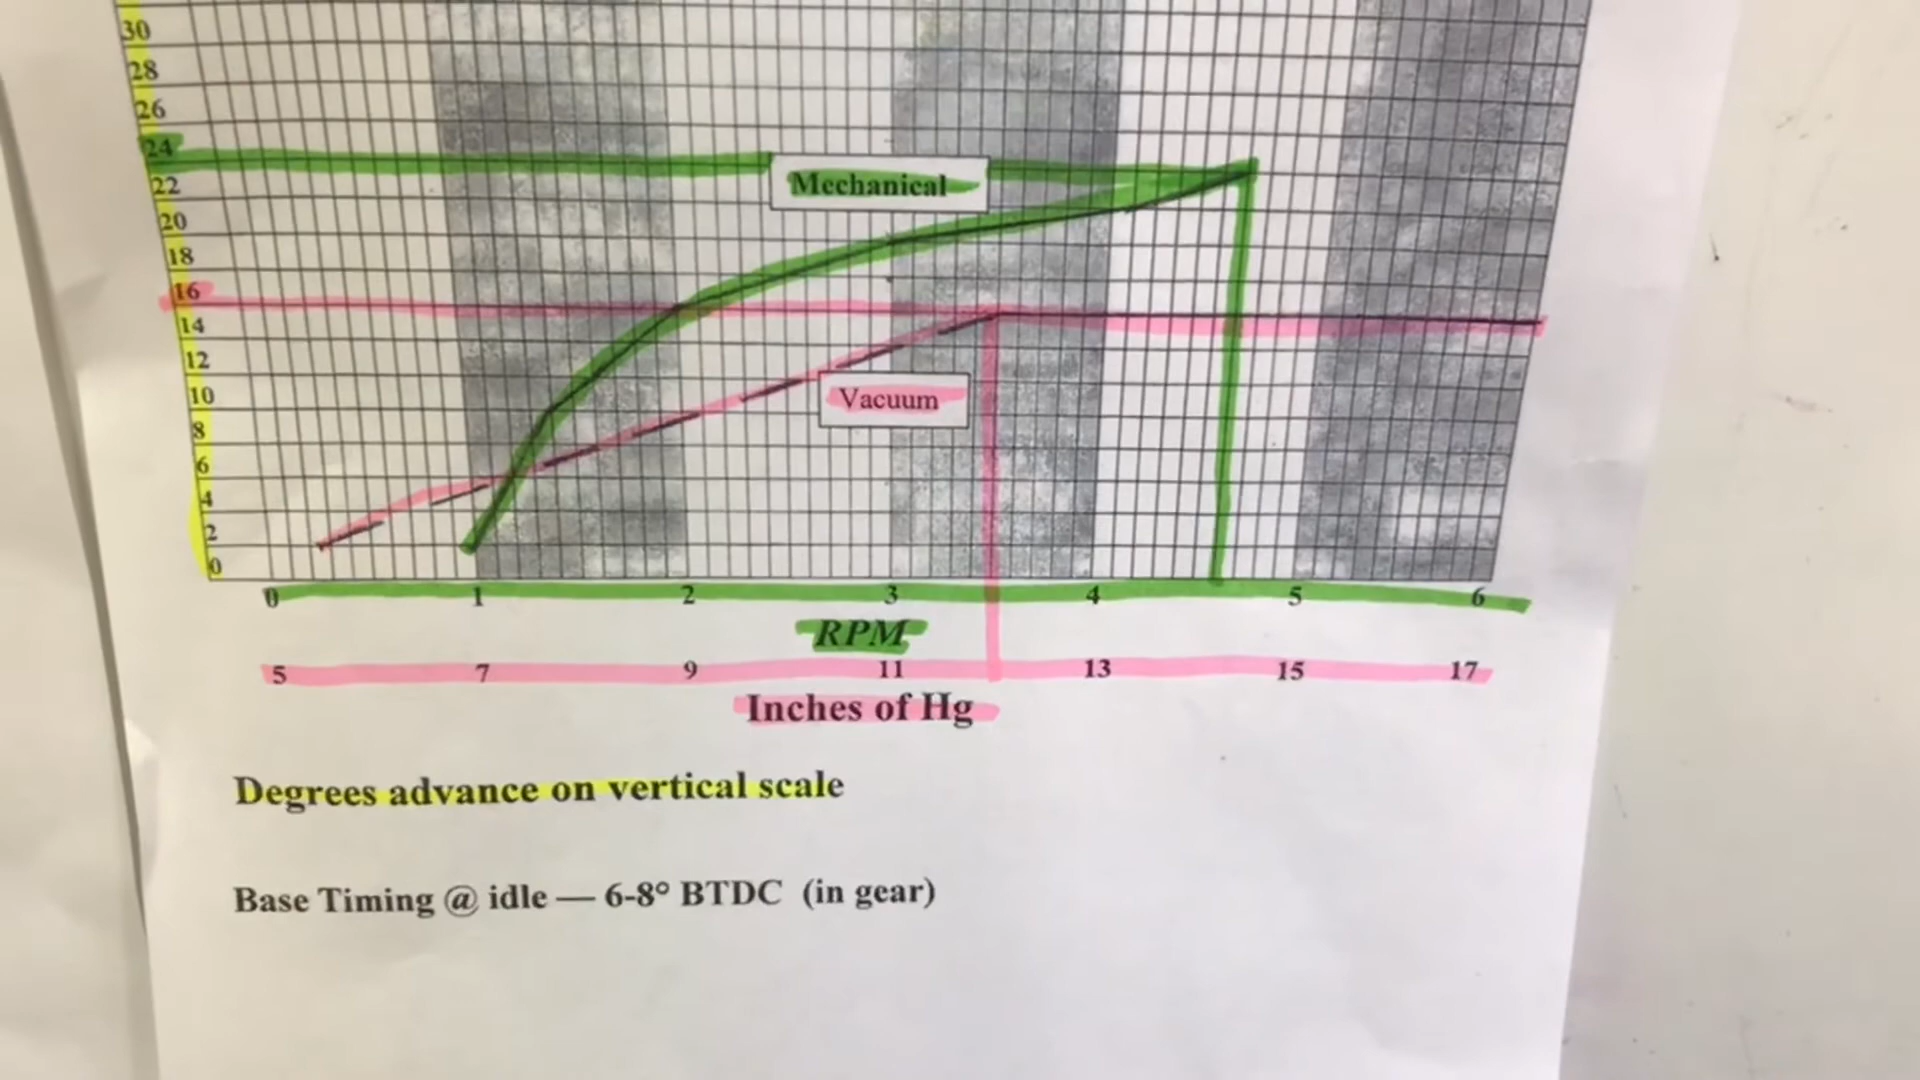 30
28
26
24
22
20
18
16
14
12
10
8
6
4
2
0
Mechanical
Vacuum
0 1 2 3 4 5 6
RPM
5 7 9 11 13 15 17
Inches of Hg
Degrees advance on vertical scale
Base Timing @ idle — 6-8° BTDC (in gear)